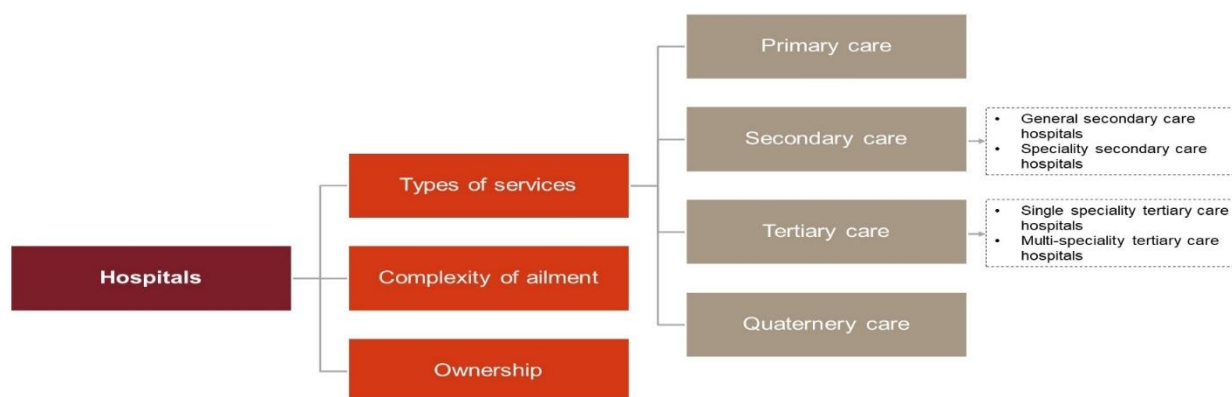 Hospitals
Types of services
Complexity of ailment
Ownership
Primary care
Secondary care
Tertiary care
Quaternery care
• General secondary care
hospitals
• Speciality secondary care
hospitals
• Single speciality tertiary care
hospitals
• Multi-speciality tertiary care
hospitals